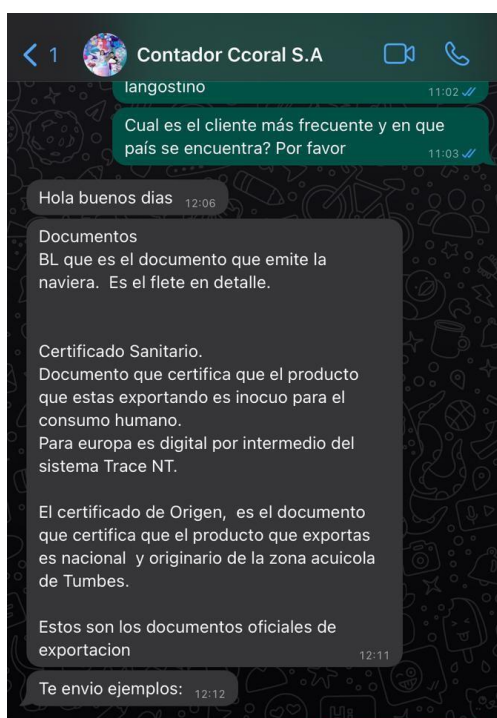 1
Contador Ccoral S.A
langostino
11:02
Cual es el cliente más frecuente y en que
país se encuentra? Por favor
11:03
Hola buenos dias 12:06
Documentos
BL que es el documento que emite la
naviera. Es el flete en detalle.
Certificado Sanitario.
Documento que certifica que el producto
que estas exportando es inocuo para el
consumo humano.
Para europa es digital por intermedio del
sistema Trace NT.
El certificado de Origen, es el documento
que certifica que el producto que exportas
es nacional y originario de la zona acuicola
de Tumbes.
Estos son los documentos oficiales de
exportacion
12:11
Te envio ejemplos: 12:12